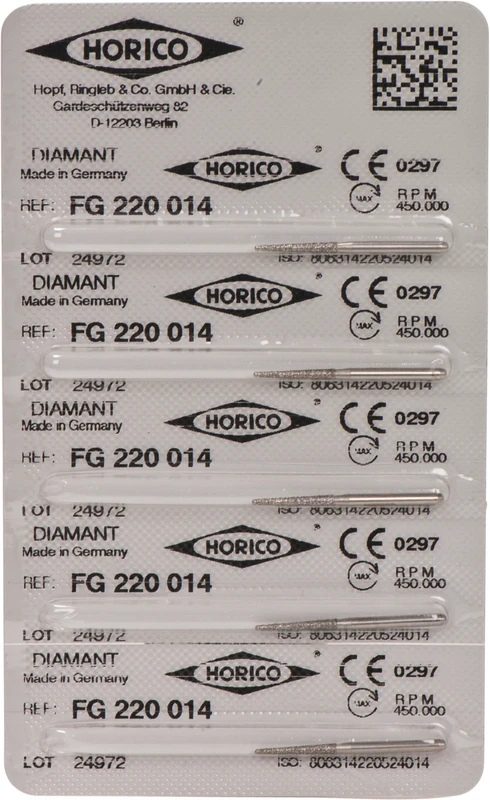 HORICO ®
Hopf, Ringleb & Co. GmbH & Cie.
Gardeschützenweg 82
D-12203 Berlin
DIAMANT HORICO ® CE 0297
Made in Germany
MAX RPM
REF: FG 220 014 450.000
LOT 24972 ISO: 806314220524014
DIAMANT HORICO ® CE 0297
Made in Germany
MAX RPM
REF: FG 220 014 450.000
LOT 24972 ISO: 806314220524014
DIAMANT HORICO ® CE 0297
Made in Germany
MAX RPM
REF: FG 220 014 450.000
LOT 24972 ISO: 806314220524014
DIAMANT HORICO ® CE 0297
Made in Germany
MAX RPM
REF: FG 220 014 450.000
LOT 24972 ISO: 806314220524014
DIAMANT HORICO ® CE 0297
Made in Germany
MAX RPM
REF: FG 220 014 450.000
LOT 24972 ISO: 806314220524014